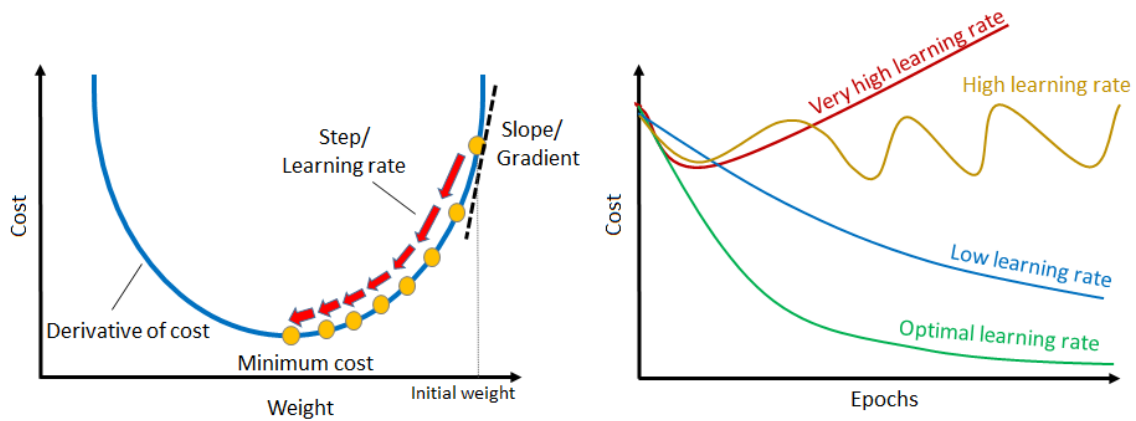 Cost
Step/
Learning rate
Slope/
Gradient
Derivative of cost
Minimum cost
Initial weight
Weight
Cost
Very high learning rate
High learning rate
Low learning rate
Optimal learning rate
Epochs